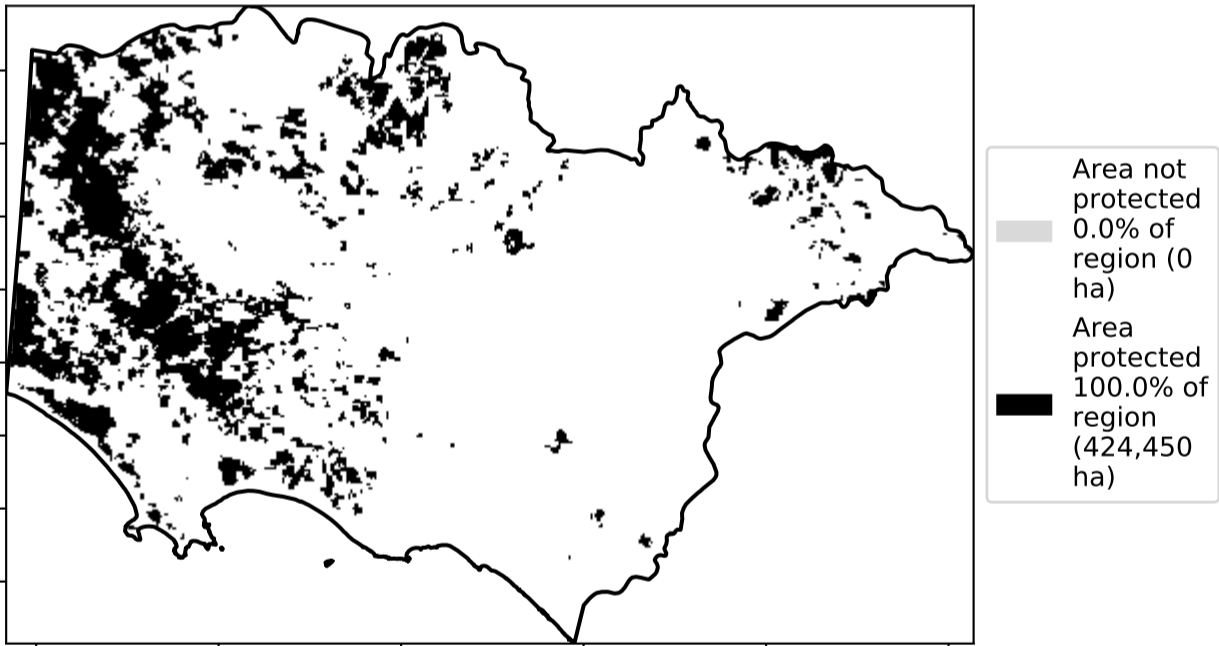 Area not
protected
0.0% of
region (0
ha)
Area
protected
100.0% of
region
(424,450
ha)